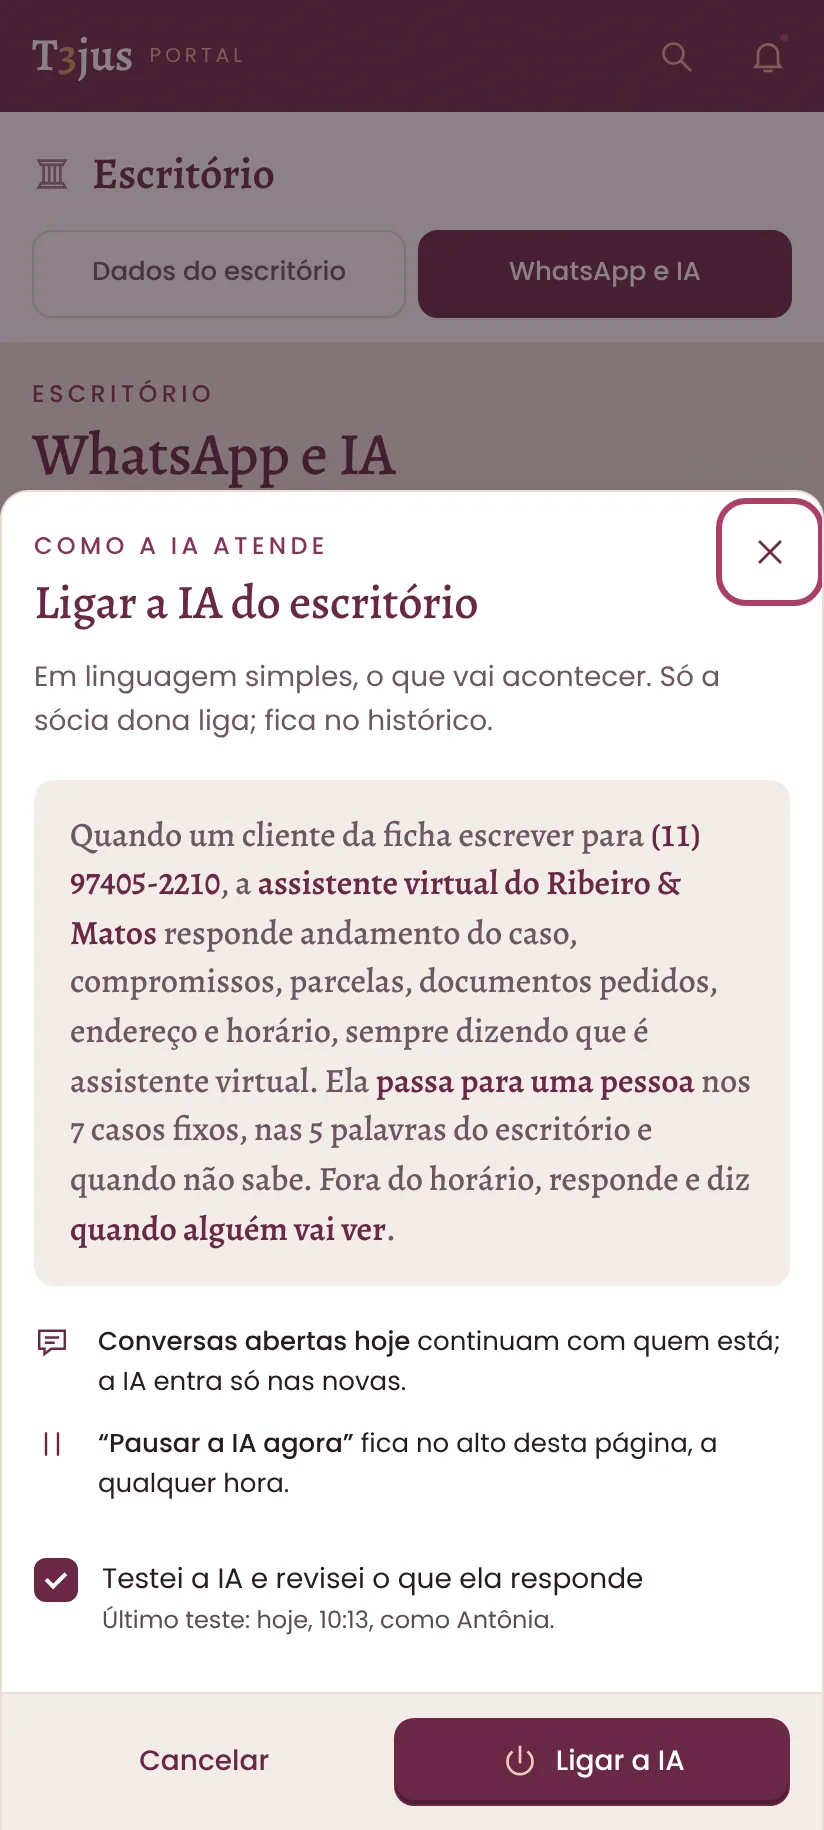 T3jus PORTAL
Escritório
Dados do escritório
WhatsApp e IA
ESCRITÓRIO
WhatsApp e IA
COMO A IA ATENDE
Ligar a IA do escritório
Em linguagem simples, o que vai acontecer. Só a
sócia dona liga; fica no histórico.
Quando um cliente da ficha escrever para (11)
97405-2210, a assistente virtual do Ribeiro &
Matos responde andamento do caso,
compromissos, parcelas, documentos pedidos,
endereço e horário, sempre dizendo que é
assistente virtual. Ela passa para uma pessoa nos
7 casos fixos, nas 5 palavras do escritório e
quando não sabe. Fora do horário, responde e diz
quando alguém vai ver.
Conversas abertas hoje continuam com quem está;
a IA entra só nas novas.
“Pausar a IA agora” fica no alto desta página, a
qualquer hora.
Testei a IA e revisei o que ela responde
Último teste: hoje, 10:13, como Antônia.
Cancelar
Ligar a IA